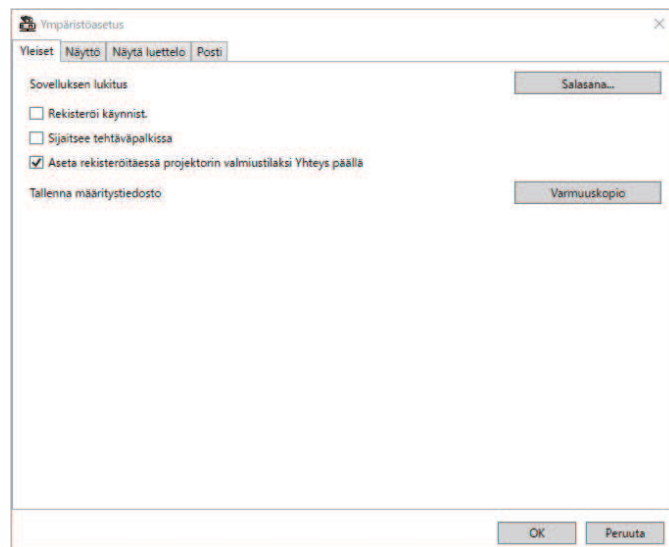 Ympäristöasetus
Yleiset Näyttö Näytä luettelo Posti
Sovelluksen lukitus Salasana...
Rekisteröi käynnist.
Sijaitsee tehtäväpalkissa
Aseta rekisteröitäessä projektorin valmiustilaksi Yhteys päällä
Tallenna määritystiedosto Varmuuskopio
OK Peruuta